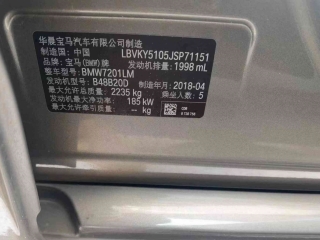 华晨宝马汽车有限公司制造
制造国：中国 LBVKY5105JSP71151
品牌：宝马(BMW)牌 发动机排量：1998 mL
整车型号：BMW7201LM
发动机型号：B48B20D 制造年月：2018-04
最大允许总质量：2235 kg 乘坐人数：5
发动机最大净功率：185 kW
最大允许牵引质量：-- kg